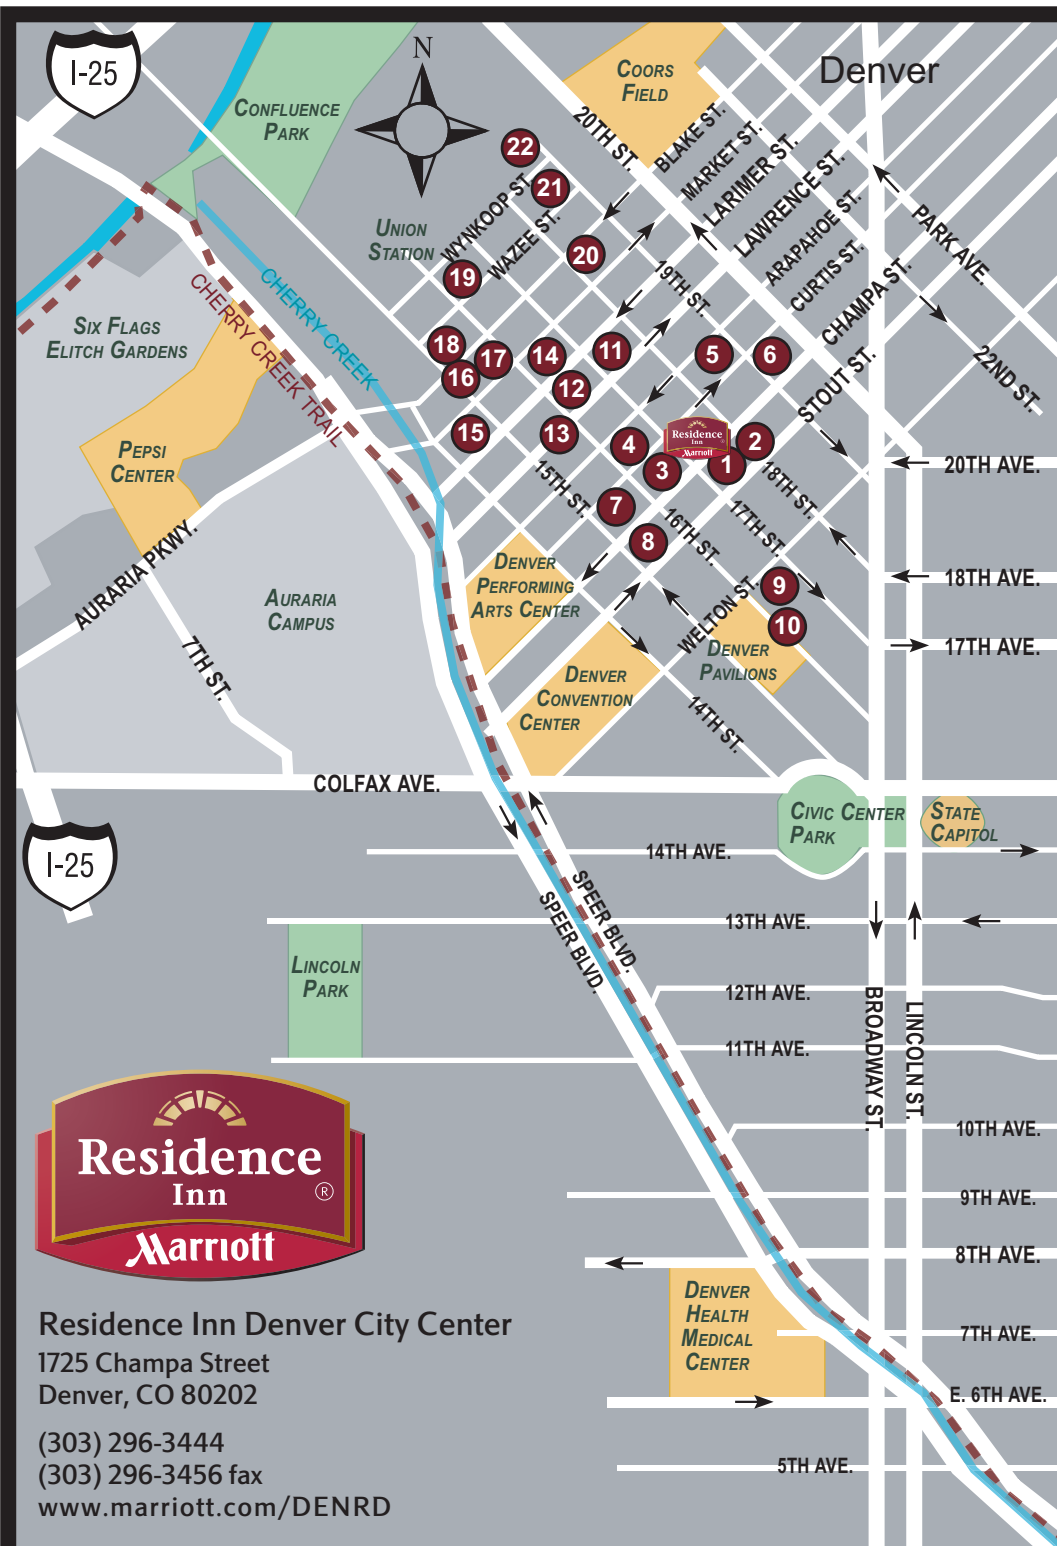 I-25
N
Denver
COORS
FIELD
CONFLUENCE
PARK
20TH ST.
BLAKE ST.
MARKET ST.
LARIMER ST.
LAWRENCE ST.
ARAPAHOE ST.
CURTIS ST.
CHAMPA ST.
STOUT ST.
PARK AVE.
22ND ST.
22
21
UNION
STATION
WYNKOOP ST.
WAZEE ST.
20
19
19TH ST.
CHERRY CREEK
CHERRY CREEK TRAIL
SIX FLAGS
ELITCH GARDENS
18
17
16
14
11
12
5
6
15
13
4
Residence
Inn
®
Marriott
2
3
1
18TH ST.
PEPSI
CENTER
15TH ST.
7
16TH ST.
17TH ST.
8
20TH AVE.
AURARIA PKWY.
DENVER
PERFORMING
ARTS CENTER
WELTON ST.
9
10
18TH AVE.
AURARIA
CAMPUS
7TH ST.
DENVER
PAVILIONS
17TH AVE.
DENVER
CONVENTION
CENTER
14TH ST.
COLFAX AVE.
CIVIC CENTER
PARK
STATE
CAPITOL
I-25
14TH AVE.
SPEER BLVD.
SPEER BLVD.
13TH AVE.
LINCOLN
PARK
12TH AVE.
BROADWAY ST.
LINCOLN ST.
11TH AVE.
10TH AVE.
Residence
Inn
®
Marriott
9TH AVE.
8TH AVE.
DENVER
HEALTH
MEDICAL
CENTER
7TH AVE.
E. 6TH AVE.
5TH AVE.
Residence Inn Denver City Center
1725 Champa Street
Denver, CO 80202
(303) 296-3444
(303) 296-3456 fax
www.marriott.com/DENRD